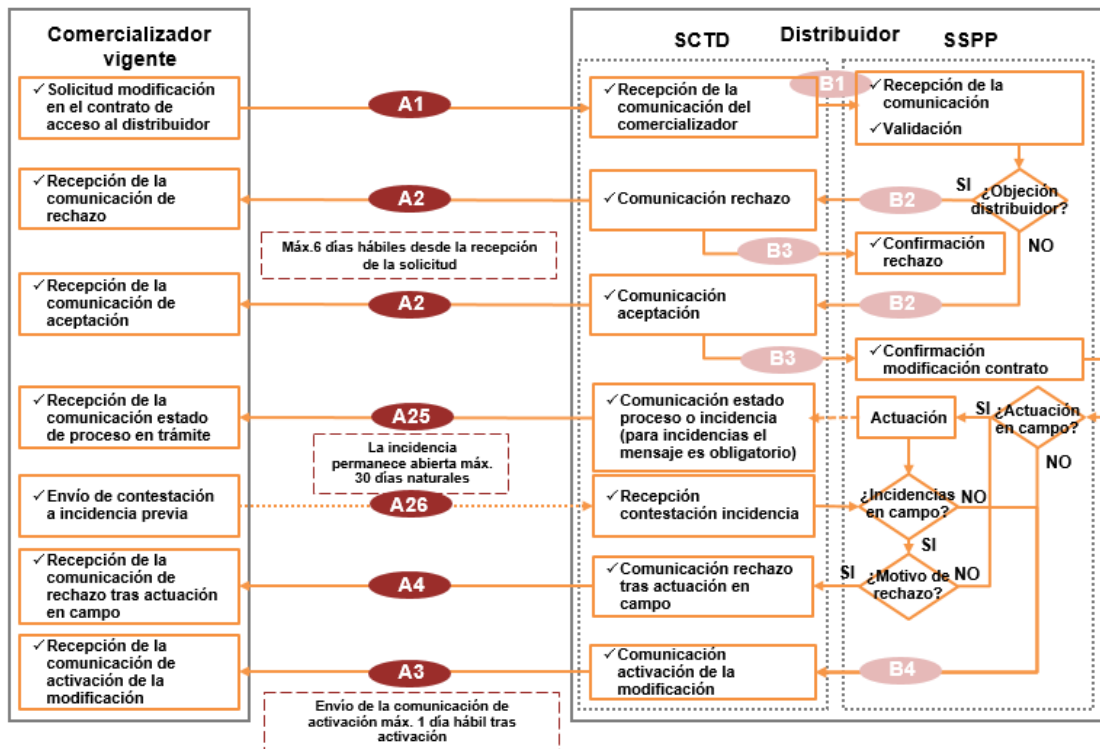 Comercializador
vigente
✓ Solicitud modificación
en el contrato de
acceso al distribuidor
✓ Recepción de la
comunicación de
rechazo
✓ Recepción de la
comunicación de
aceptación
✓ Recepción de la
comunicación estado
de proceso en trámite
✓ Envío de contestación
a incidencia previa
✓ Recepción de la
comunicación de
rechazo tras actuación
en campo
✓ Recepción de la
comunicación de
activación de la
modificación
A1
A2
Máx.6 días hábiles desde la recepción
de la solicitud
A2
A25
La incidencia
permanece abierta máx.
30 días naturales
A26
A4
A3
Envío de la comunicación de
activación máx. 1 día hábil tras
activación
Distribuidor
SCTD
✓ Recepción de la
comunicación del
comercializador
✓ Comunicación rechazo
✓ Comunicación
aceptación
✓ Comunicación estado
proceso o incidencia
(para incidencias el
mensaje es obligatorio)
✓ Recepción
contestación incidencia
✓ Comunicación rechazo
tras actuación en
campo
✓ Comunicación
activación de la
modificación
B1
B2
B3
B2
B3
B4
SSPP
✓ Recepción de la
comunicación
✓ Validación
SI
¿Objeción
distribuidor?
NO
✓ Confirmación
rechazo
✓ Confirmación
modificación contrato
Actuación
SI
¿Actuación
en campo?
NO
¿Incidencias
en campo?
NO
SI
SI
¿Motivo de
rechazo?
NO